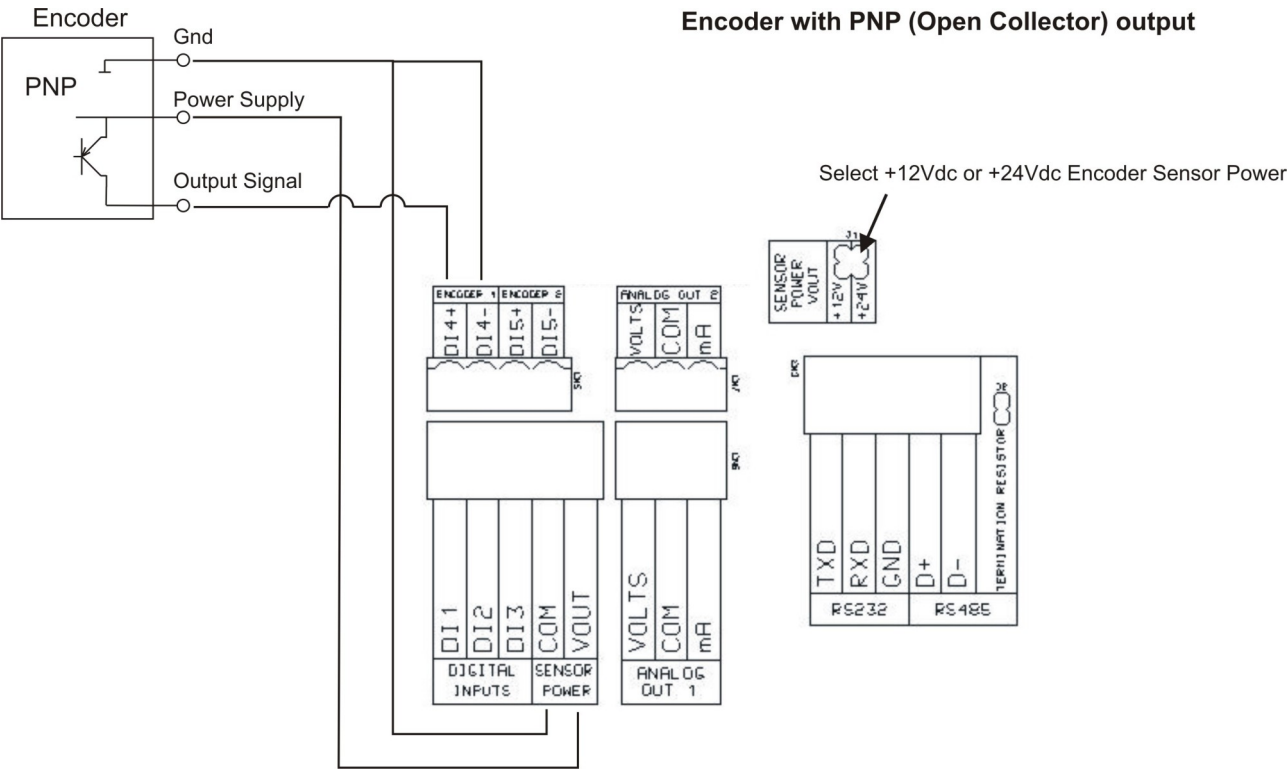 Encoder
Encoder with PNP (Open Collector) output
Gnd
PNP
Power Supply
Output Signal
Select +12Vdc or +24Vdc Encoder Sensor Power
J1
SENSOR
POWER
VOUT
+12V
+24V
ENCODER 1
ENCODER 2
DI4+
DI4-
DI5+
DI5-
ANALOG OUT 2
VOLTS
COM
mA
DI1
DI2
DI3
COM
VOUT
DIGITAL
INPUTS
SENSOR
POWER
VOLTS
COM
mA
ANALOG
OUT 1
TXD
RXD
GND
D+
D-
TERMINATION RESISTOR
RS232
RS485